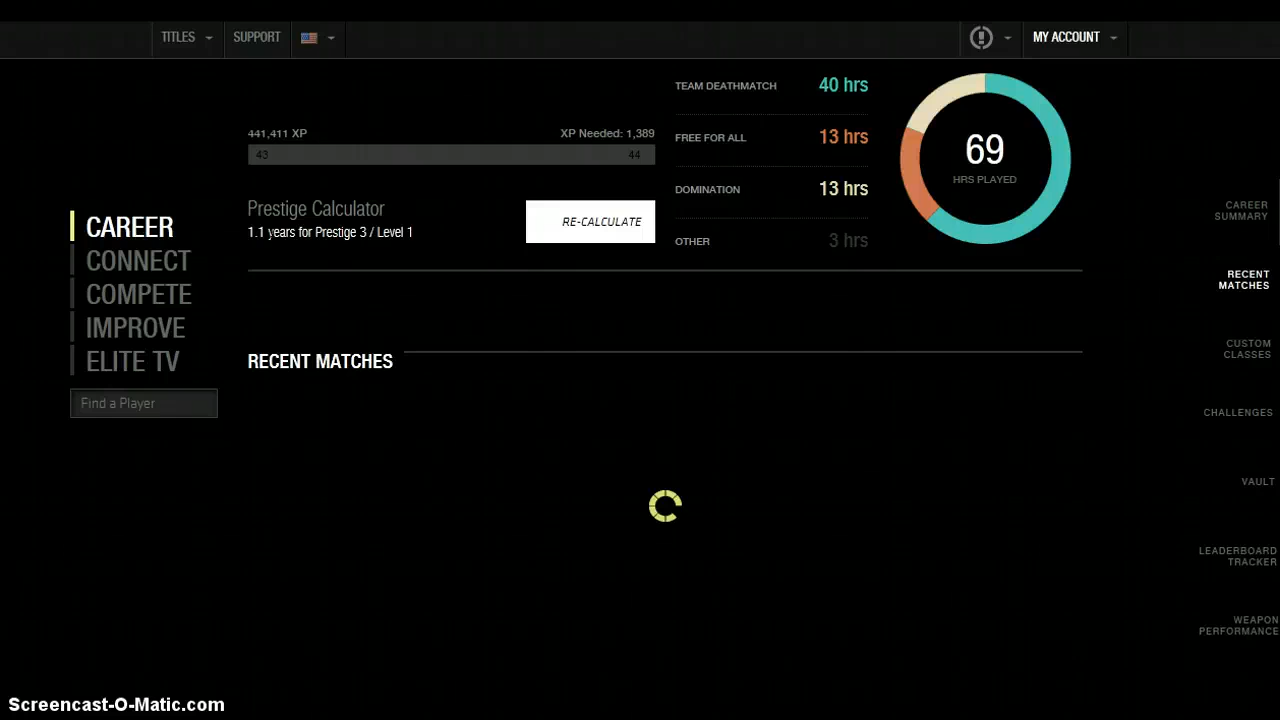 TITLES
SUPPORT
MY ACCOUNT
TEAM DEATHMATCH 40 hrs
441,411 XP XP Needed: 1,389
43 44
FREE FOR ALL 13 hrs
DOMINATION 13 hrs
OTHER 3 hrs
69
HRS PLAYED
Prestige Calculator
1.1 years for Prestige 3 / Level 1
RE-CALCULATE
CAREER
CONNECT
COMPETE
IMPROVE
ELITE TV
Find a Player
RECENT MATCHES
CAREER
SUMMARY
RECENT
MATCHES
CUSTOM
CLASSES
CHALLENGES
VAULT
LEADERBOARD
TRACKER
WEAPON
PERFORMANCE
Screencast-O-Matic.com